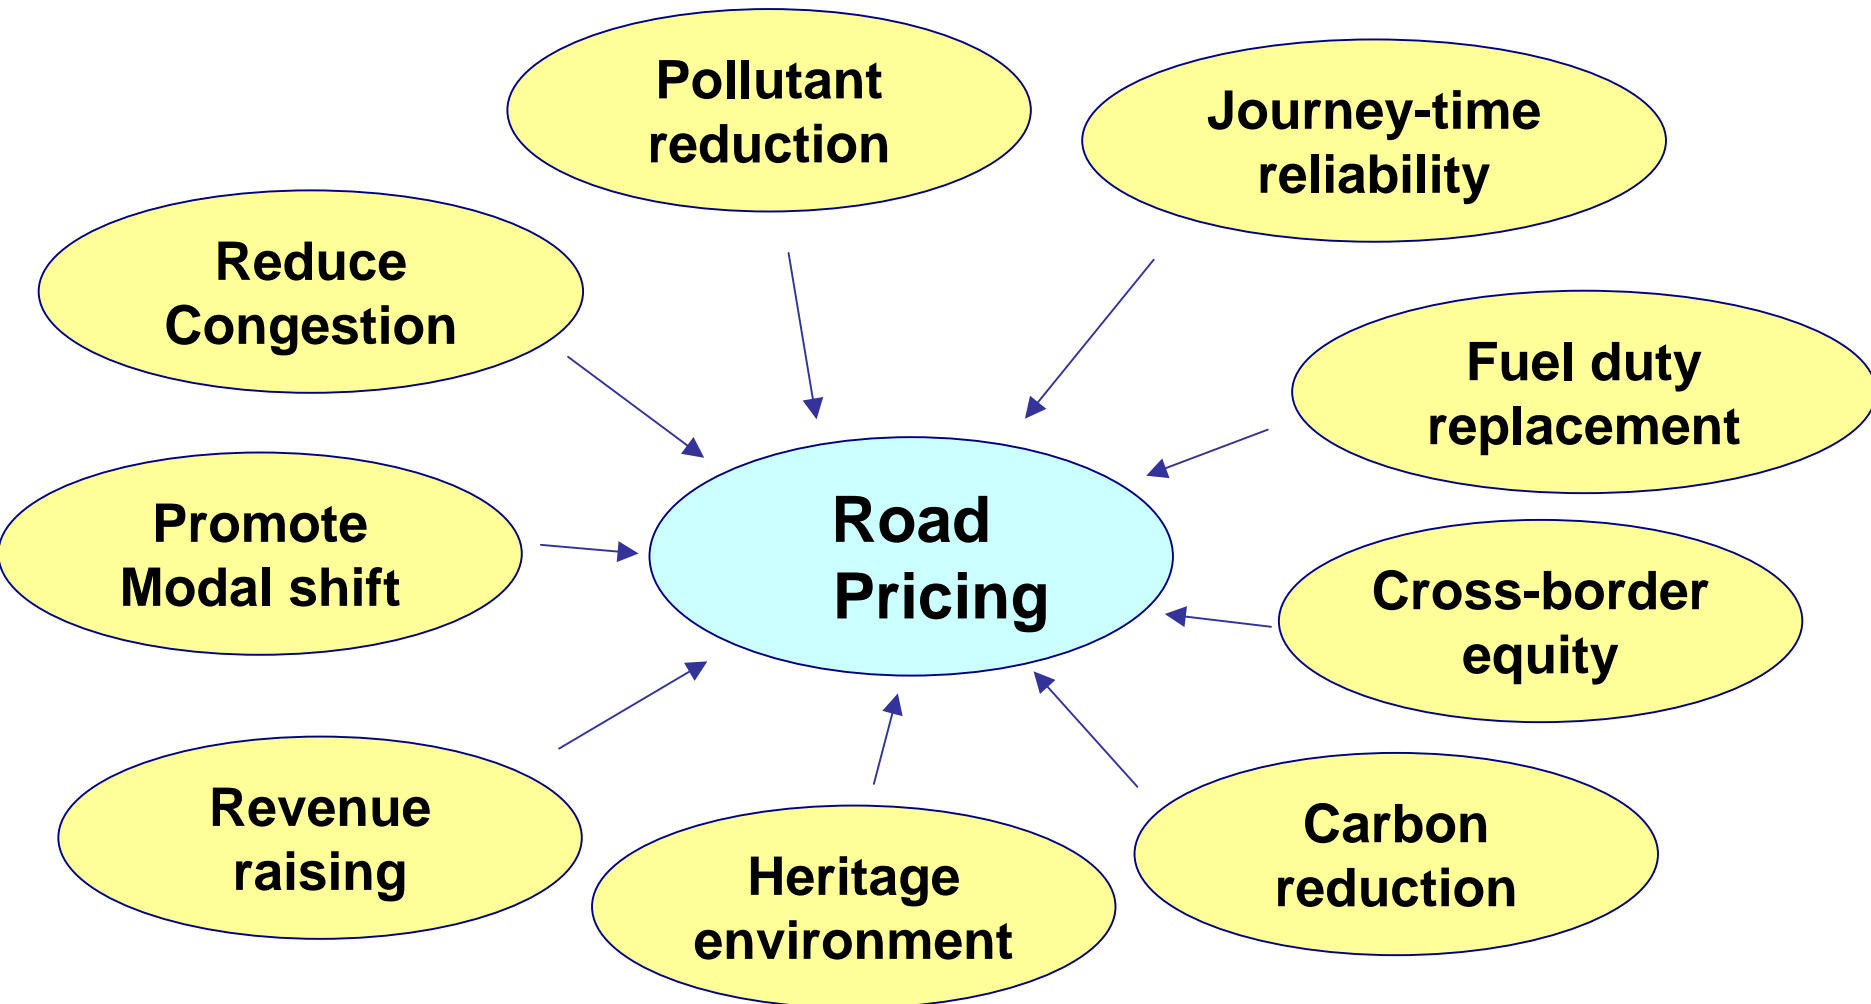 Pollutant
reduction
Journey-time
reliability
Reduce
Congestion
Fuel duty
replacement
Promote
Modal shift
Road
Pricing
Cross-border
equity
Revenue
raising
Heritage
environment
Carbon
reduction